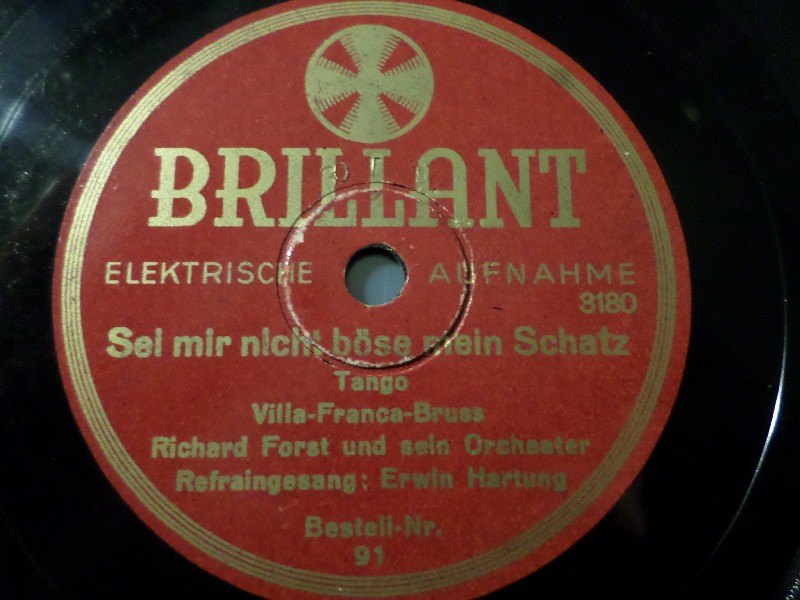 BRILLANT
ELEKTRISCHE AUFNAHME
3180
Sei mir nicht böse mein Schatz
Tango
Villa-Franca-Bruss
Richard Forst und sein Orchester
Refraingesang: Erwin Hartung
Bestell-Nr.
91